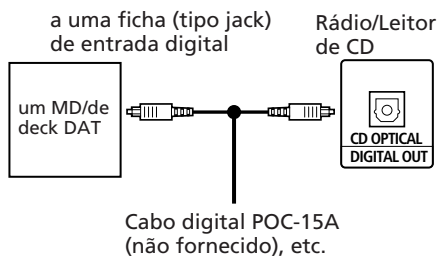 a uma ficha (tipo jack)
de entrada digital
Rádio/Leitor
de CD
um MD/de
deck DAT
CD OPTICAL
DIGITAL OUT
Cabo digital POC-15A
(não fornecido), etc.